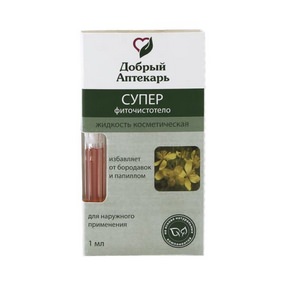 Добрый
Аптекарь
СУПЕР
фиточистотело
жидкость косметическая
избавляет
от бородавок
и папиллом
для наружного
применения
1 мл